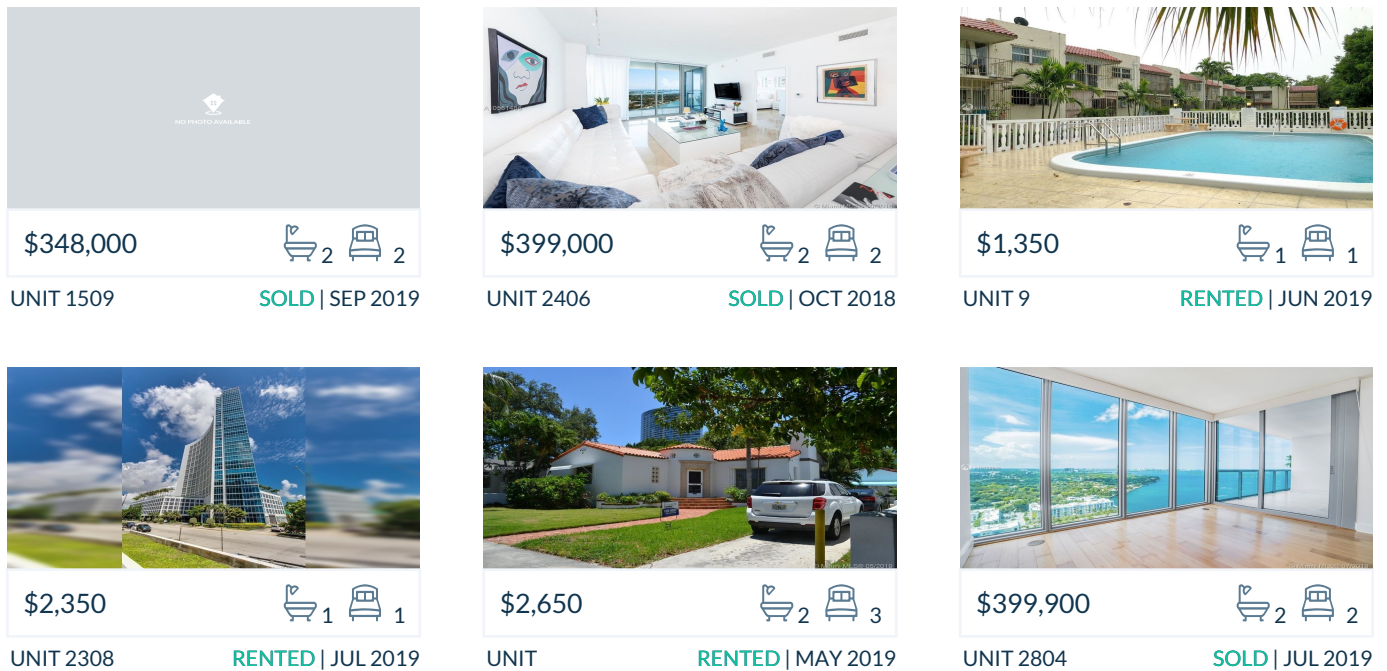 NO PHOTO AVAILABLE
$348,000 2 2
UNIT 1509 SOLD | SEP 2019
$399,000 2 2
UNIT 2406 SOLD | OCT 2018
$1,350 1 1
UNIT 9 RENTED | JUN 2019
$2,350 1 1
UNIT 2308 RENTED | JUL 2019
$2,650 2 3
UNIT RENTED | MAY 2019
$399,900 2 2
UNIT 2804 SOLD | JUL 2019